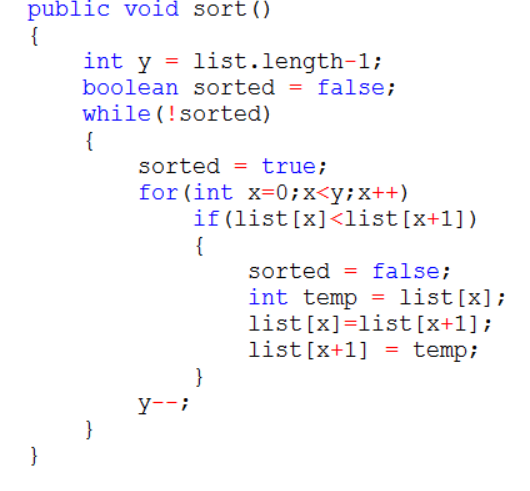 public void sort()
{
    int y = list.length-1;
    boolean sorted = false;
    while(!sorted)
    {
        sorted = true;
        for(int x=0;x<y;x++)
            if(list[x]<list[x+1])
            {
                sorted = false;
                int temp = list[x];
                list[x]=list[x+1];
                list[x+1] = temp;
            }
        y--;
    }
}